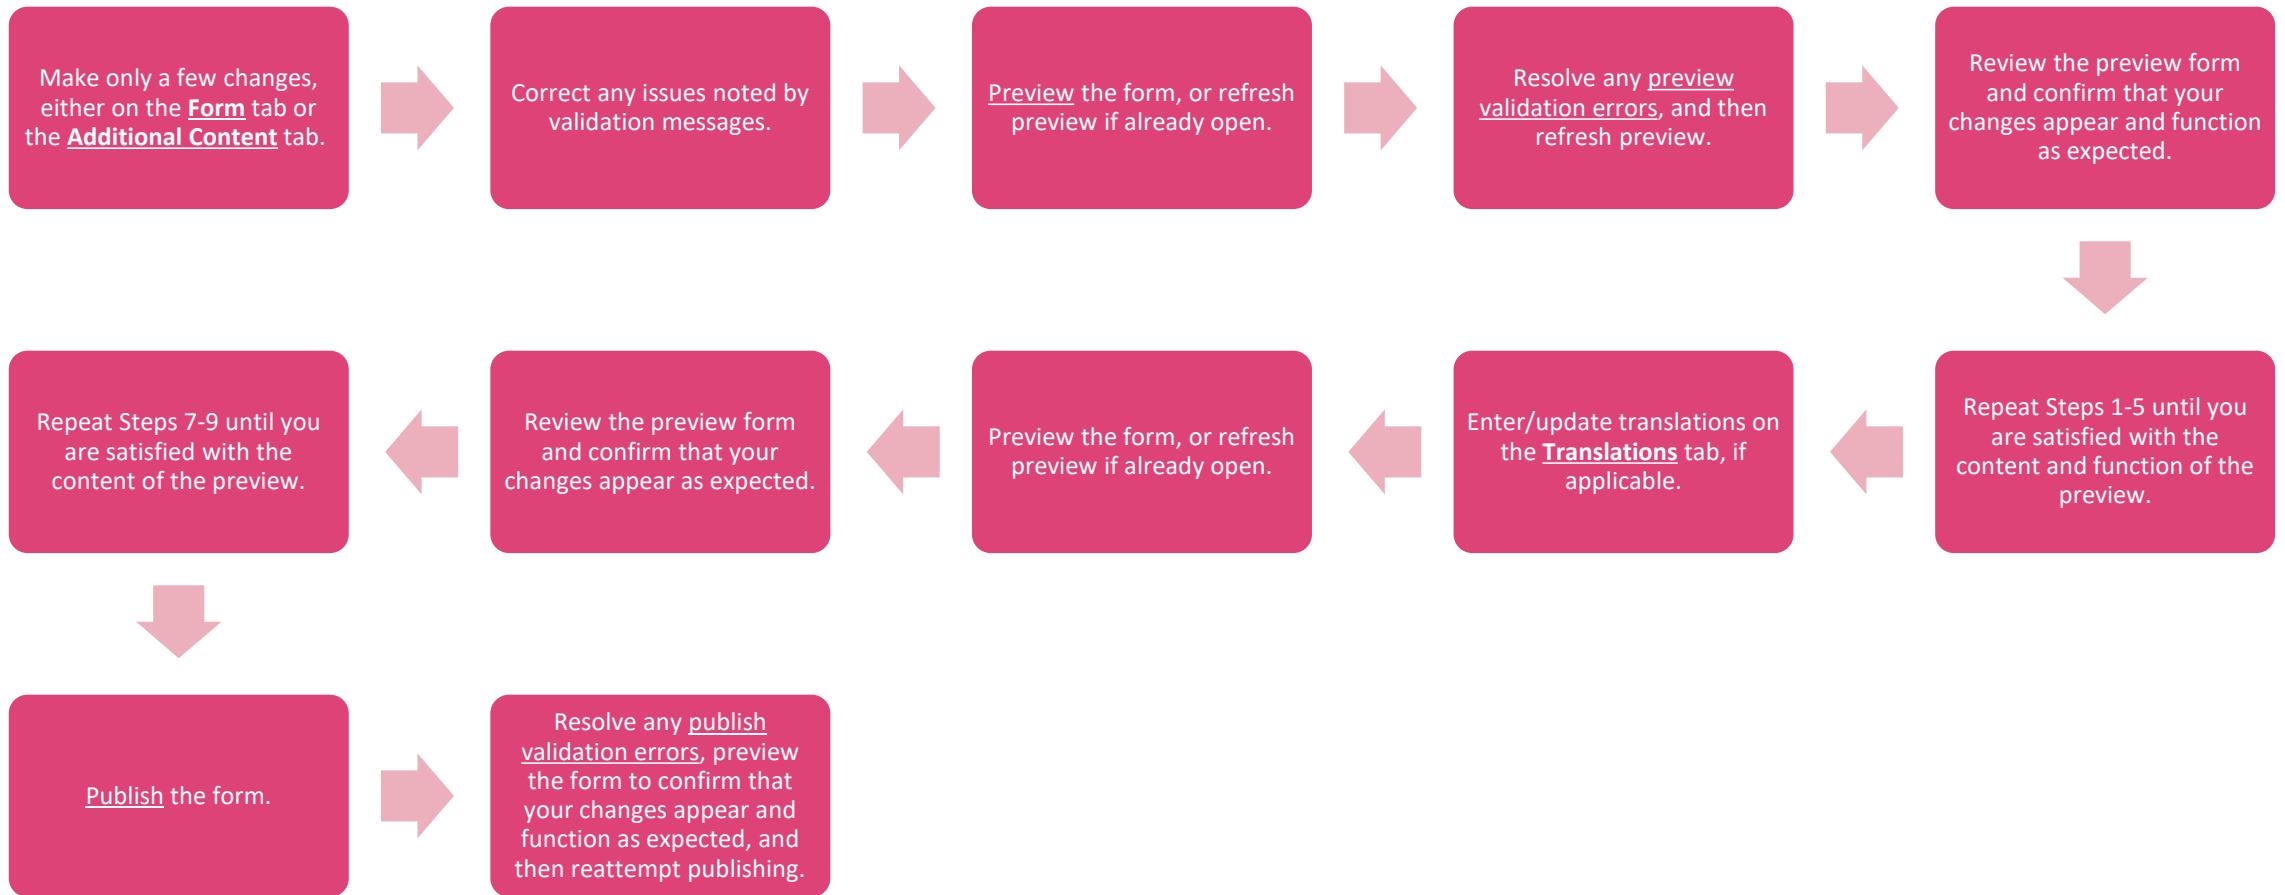 Make only a few changes,
either on the Form tab or
the Additional Content tab.
Correct any issues noted by
validation messages.
Preview the form, or refresh
preview if already open.
Resolve any preview
validation errors, and then
refresh preview.
Review the preview form
and confirm that your
changes appear and function
as expected.
Repeat Steps 1-5 until you
are satisfied with the
content and function of the
preview.
Enter/update translations on
the Translations tab, if
applicable.
Preview the form, or refresh
preview if already open.
Review the preview form
and confirm that your
changes appear as expected.
Repeat Steps 7-9 until you
are satisfied with the
content of the preview.
Publish the form.
Resolve any publish
validation errors, preview
the form to confirm that
your changes appear and
function as expected, and
then reattempt publishing.